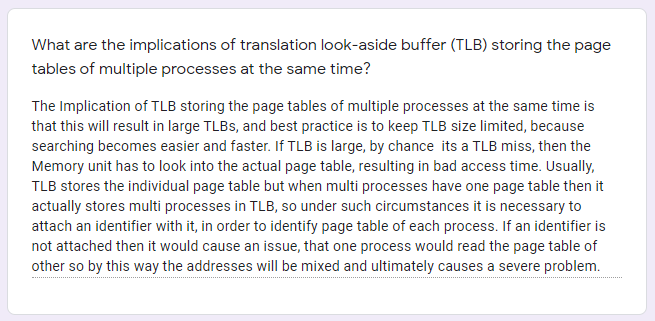 What are the implications of translation look-aside buffer (TLB) storing the page
tables of multiple processes at the same time?
The Implication of TLB storing the page tables of multiple processes at the same time is
that this will result in large TLBs, and best practice is to keep TLB size limited, because
searching becomes easier and faster. If TLB is large, by chance  its a TLB miss, then the
Memory unit has to look into the actual page table, resulting in bad access time. Usually,
TLB stores the individual page table but when multi processes have one page table then it
actually stores multi processes in TLB, so under such circumstances it is necessary to
attach an identifier with it, in order to identify page table of each process. If an identifier is
not attached then it would cause an issue, that one process would read the page table of
other so by this way the addresses will be mixed and ultimately causes a severe problem.